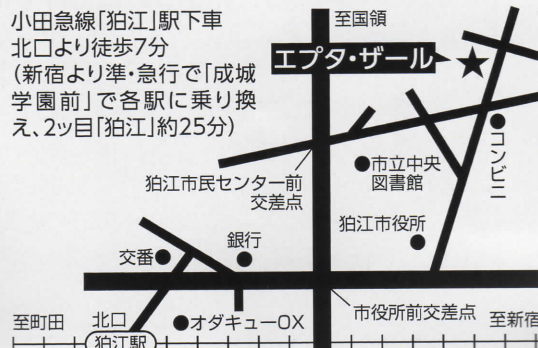 小田急線「狛江」駅下車
北口より徒歩7分
(新宿より準・急行で「成城
学園前」で各駅に乗り換
え、2ッ目「狛江」約25分)
至国領
エプタ・ザール
コンビニ
市立中央
図書館
狛江市民センター前
交差点
狛江市役所
銀行
交番
市役所前交差点
至新宿
至町田
北口
オダキューOX
狛江駅